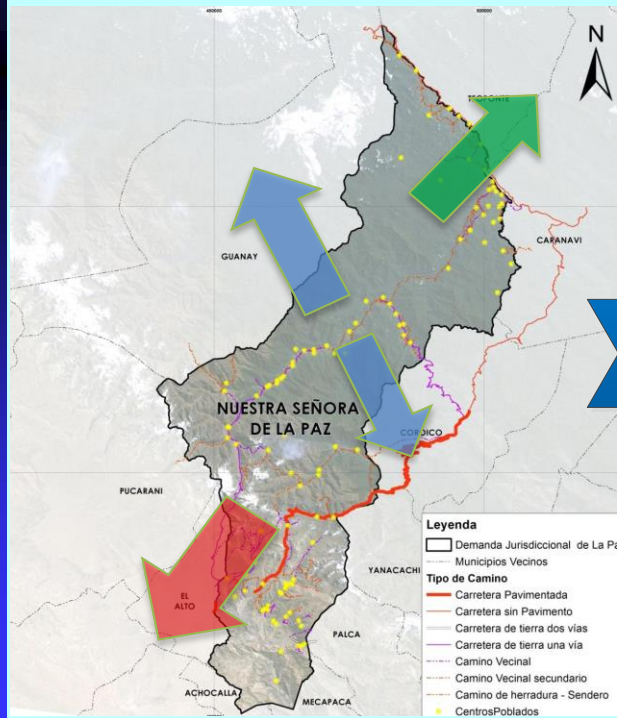 480000
N
TEOPONTE
CARANAVI
GUANAY
NUESTRA SEÑORA
DE LA PAZ
COROICO
PUCARANI
YANACACHI
EL
ALTO
PALCA
ACHOCALLA
MECAPACA
Leyenda
Demanda Jurisdiccional de La Pa
Municipios Vecinos
Tipo de Camino
Carretera Pavimentada
Carretera sin Pavimento
Carretera de tierra dos vías
Carretera de tierra una vía
Camino Vecinal
Camino Vecinal secundario
Camino de herradura - Sendero
CentrosPoblados